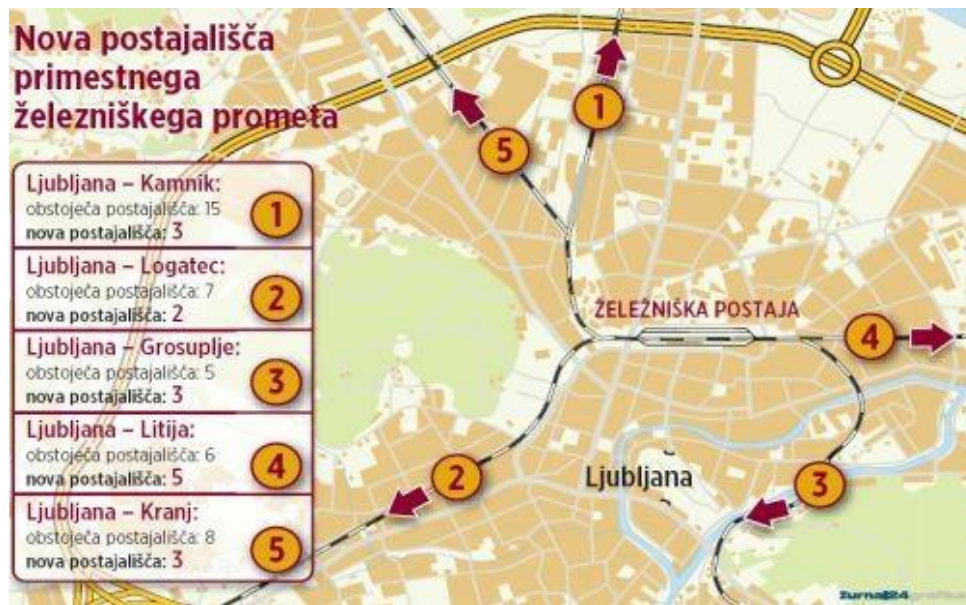 Nova postajališča
primestnega
železniškega prometa
Ljubljana – Kamnik:
obstoječa postajališča: 15
nova postajališča: 3
1
Ljubljana – Logatec:
obstoječa postajališča: 7
nova postajališča: 2
2
Ljubljana – Grosuplje:
obstoječa postajališča: 5
nova postajališča: 3
3
Ljubljana – Litija:
obstoječa postajališča: 6
nova postajališča: 5
4
Ljubljana – Kranj:
obstoječa postajališča: 8
nova postajališča: 3
5
1
5
ŽELEZNIŠKA POSTAJA
4
2
Ljubljana
3
žurnal24 grafika